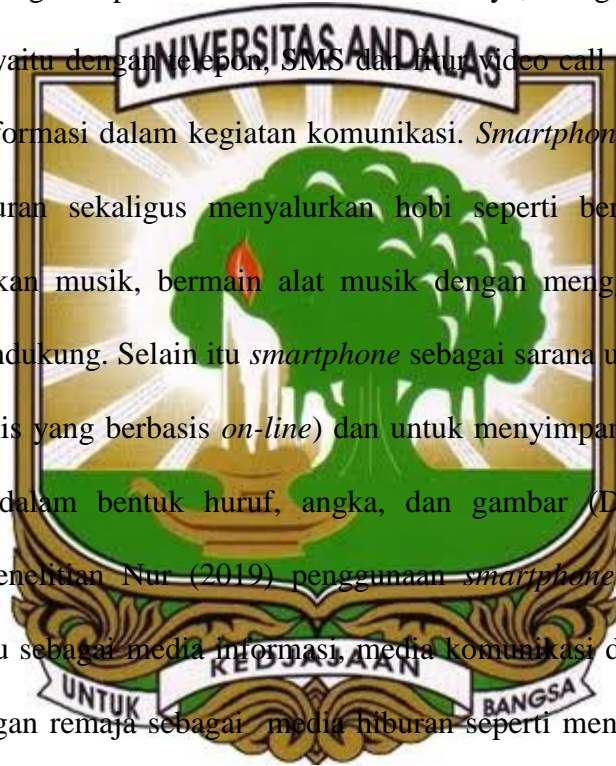 UNIVERSITAS ANDALAS
yaitu dengan telepon, SMS dan fitur video call
formasi dalam kegiatan komunikasi. Smartphon
uran sekaligus menyalurkan hobi seperti ber
kan musik, bermain alat musik dengan meng
ndukung. Selain itu smartphone sebagai sarana u
is yang berbasis on-line) dan untuk menyimpan
dalam bentuk huruf, angka, dan gambar (D
enelitian Nur (2019) penggunaan smartphone
u sebagai media informasi, media komunikasi d
KEDJAJAAN
UNTUK BANGSA
gan remaja sebagai media hiburan seperti men